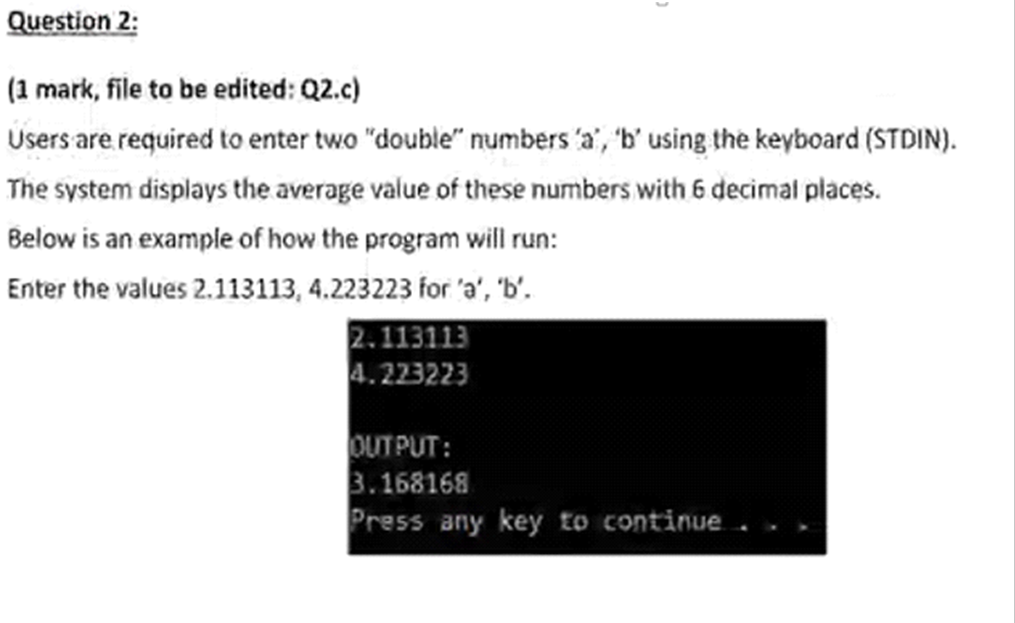 Question 2:
(1 mark, file to be edited: Q2.c)
Users are required to enter two "double" numbers 'a', 'b' using the keyboard (STDIN).
The system displays the average value of these numbers with 6 decimal places.
Below is an example of how the program will run:
Enter the values 2.113113, 4.223223 for 'a', 'b'.
2.113113
4.223223
OUTPUT:
3.168168
Press any key to continue . . .